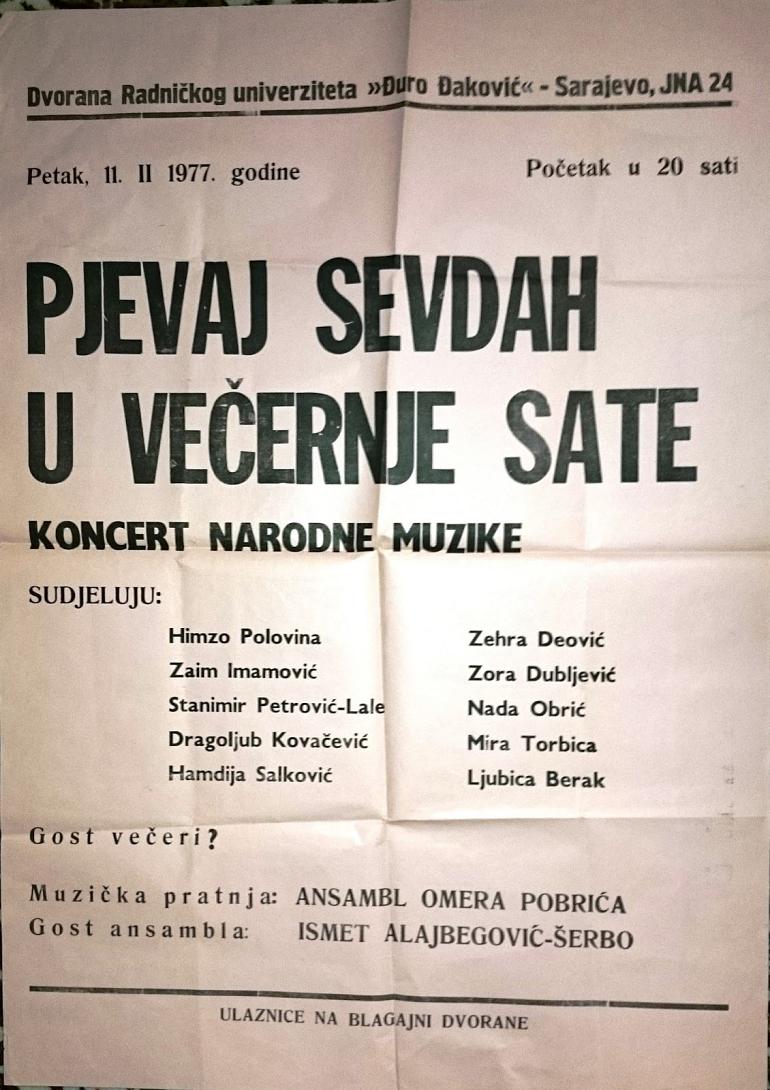 Dvorana Radničkog univerziteta »Đuro Đaković« - Sarajevo, JNA 24
Petak, 11. II 1977. godine
Početak u 20 sati
PJEVAJ SEVDAH
U VEČERNJE SATE
KONCERT NARODNE MUZIKE
SUDJELUJU:
Himzo Polovina
Zaim Imamović
Stanimir Petrović-Lale
Dragoljub Kovačević
Hamdija Salković
Zehra Deović
Zora Dubljević
Nada Obrić
Mira Torbica
Ljubica Berak
Gost večeri?
Muzička pratnja: ANSAMBL OMERA POBRIĆA
Gost ansambla: ISMET ALAJBEGOVIĆ-ŠERBO
ULAZNICE NA BLAGAJNI DVORANE